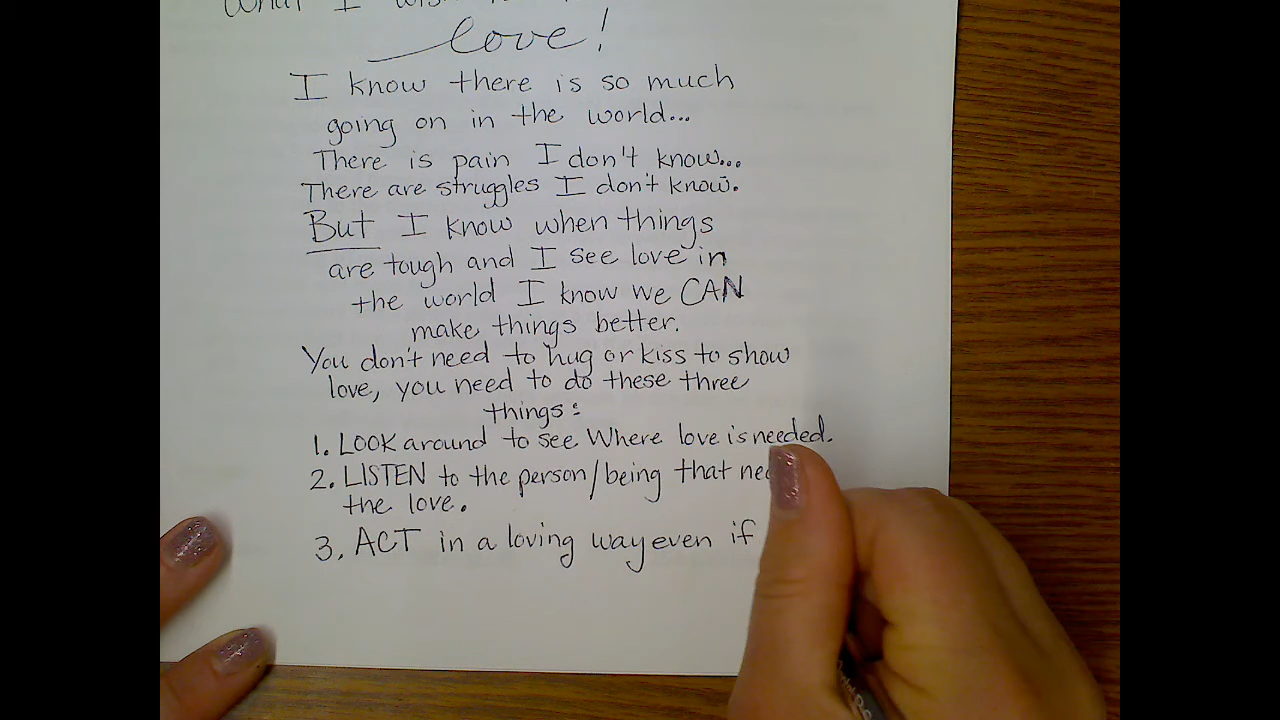 What I
love!
I know there is so much
going on in the world...
There is pain I don't know...
There are struggles I don't know.
But I know when things
are tough and I see love in
the world I know we CAN
make things better.
You don't need to hug or kiss to show
love, you need to do these three
things:
1. LOOK around to see Where love is needed.
2. LISTEN to the person/being that
the love.
3. ACT in a loving way even if